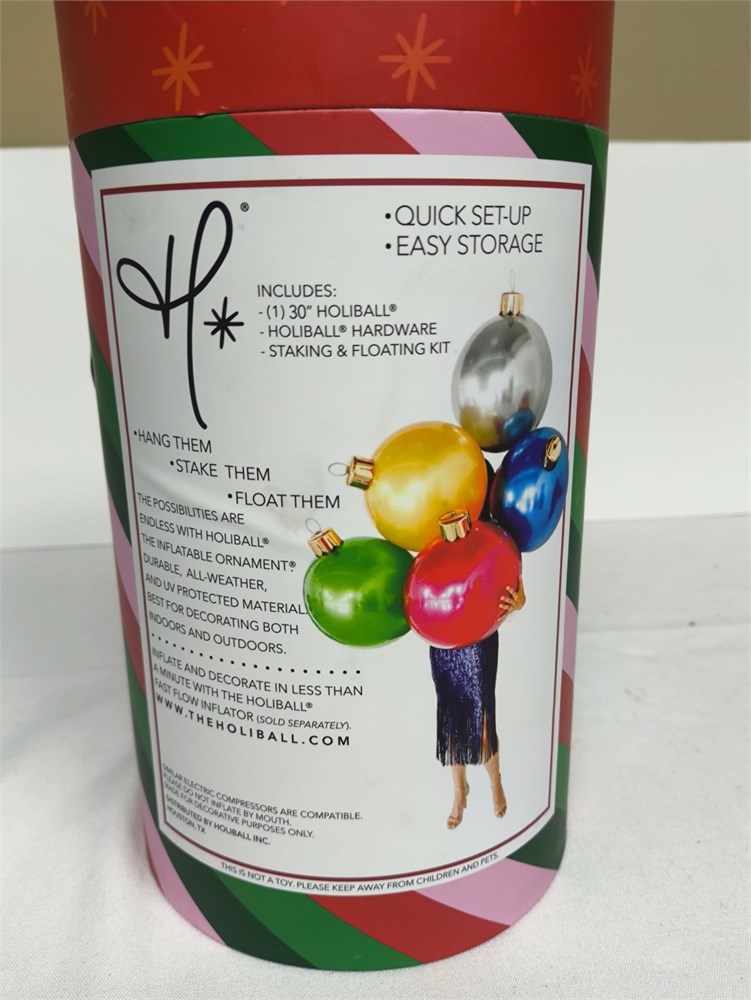 H*®
•QUICK SET-UP
•EASY STORAGE
INCLUDES:
- (1) 30" HOLIBALL®
- HOLIBALL® HARDWARE
- STAKING & FLOATING KIT
•HANG THEM
•STAKE THEM
•FLOAT THEM
THE POSSIBILITIES ARE
ENDLESS WITH HOLIBALL®
THE INFLATABLE ORNAMENT®
DURABLE, ALL-WEATHER,
AND UV PROTECTED MATERIAL.
BEST FOR DECORATING BOTH
INDOORS AND OUTDOORS.
INFLATE AND DECORATE IN LESS THAN
A MINUTE WITH THE HOLIBALL®
FAST FLOW INFLATOR (SOLD SEPARATELY).
WWW.THEHOLIBALL.COM
SIMILAR ELECTRIC COMPRESSORS ARE COMPATIBLE.
PLEASE DO NOT INFLATE BY MOUTH.
MADE FOR DECORATIVE PURPOSES ONLY.
DISTRIBUTED BY HOLIBALL INC.
HOUSTON, TX
THIS IS NOT A TOY. PLEASE KEEP AWAY FROM CHILDREN AND PETS.